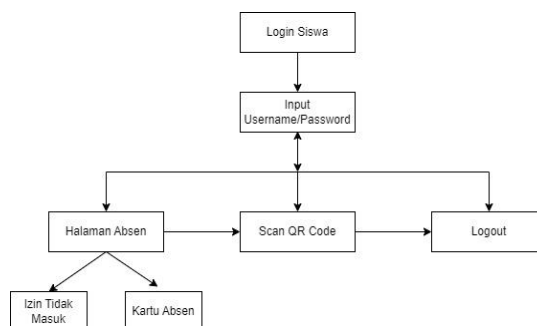 Login Siswa
Input
Username/Password
Halaman Absen
Scan QR Code
Logout
Izin Tidak
Masuk
Kartu Absen